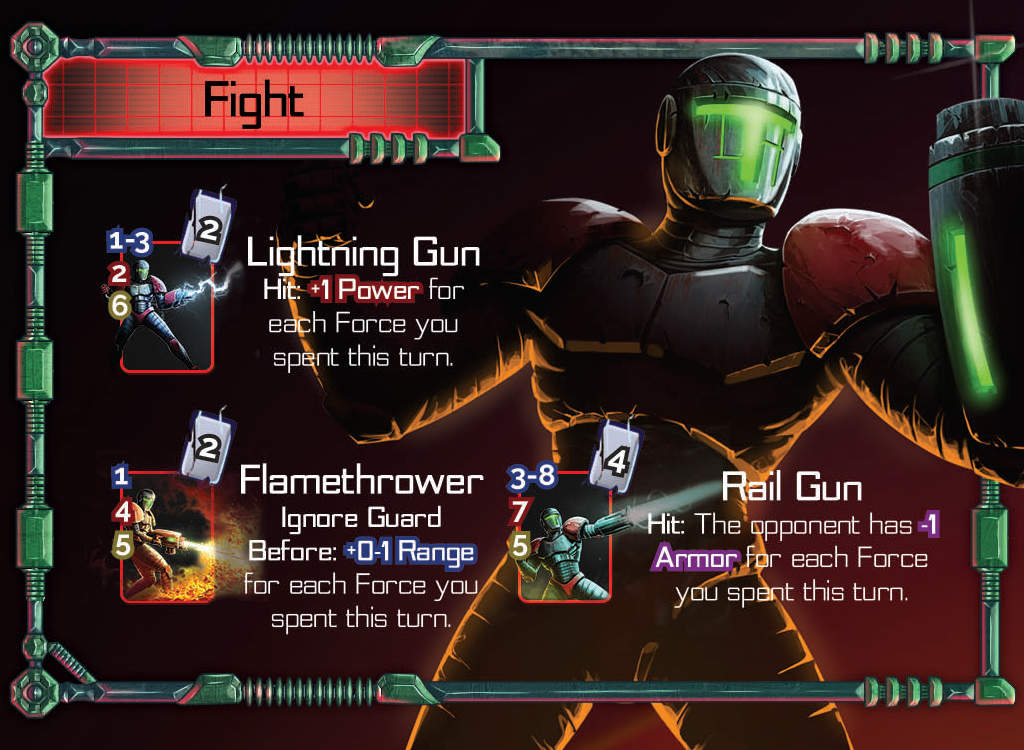 Fight
2
1-3
2
6
Lightning Gun
Hit: +1 Power for
each Force you
spent this turn.
2
1
4
5
Flamethrower
Ignore Guard
Before: +0-1 Range
for each Force you
spent this turn.
4
3-8
7
5
Rail Gun
Hit: The opponent has -1
Armor for each Force
you spent this turn.